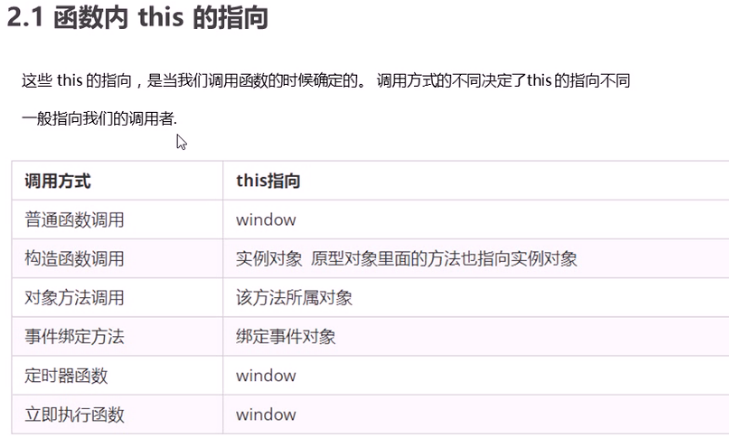 2.1 函数内 this 的指向
这些 this 的指向，是当我们调用函数的时候确定的。 调用方式的不同决定了this 的指向不同
一般指向我们的调用者.
调用方式 this指向
普通函数调用 window
构造函数调用 实例对象 原型对象里面的方法也指向实例对象
对象方法调用 该方法所属对象
事件绑定方法 绑定事件对象
定时器函数 window
立即执行函数 window